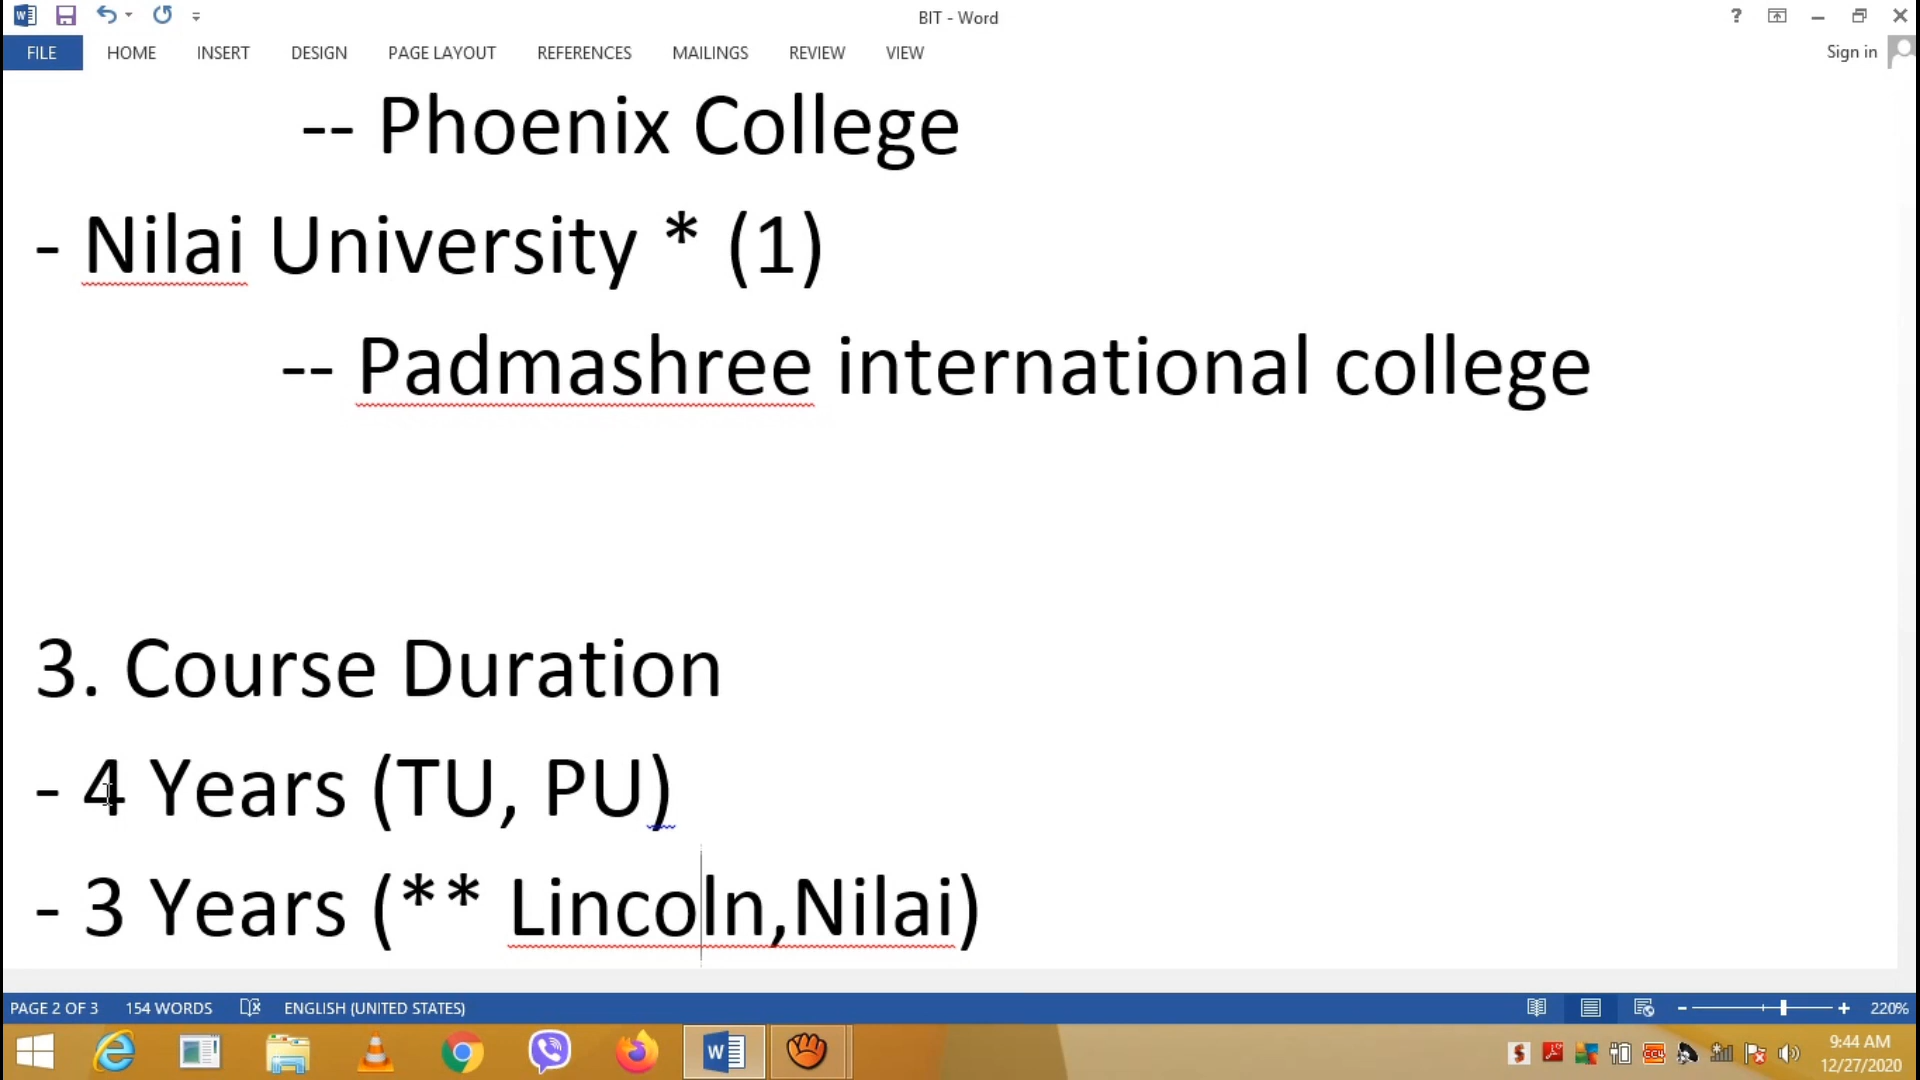 BIT - Word
?
FILE HOME INSERT DESIGN PAGE LAYOUT REFERENCES MAILINGS REVIEW VIEW Sign in
-- Phoenix College
- Nilai University * (1)
-- Padmashree international college
3. Course Duration
- 4 Years (TU, PU)
- 3 Years (** Lincoln,Nilai)
PAGE 2 OF 3 154 WORDS ENGLISH (UNITED STATES) 220%
9:44 AM
12/27/2020